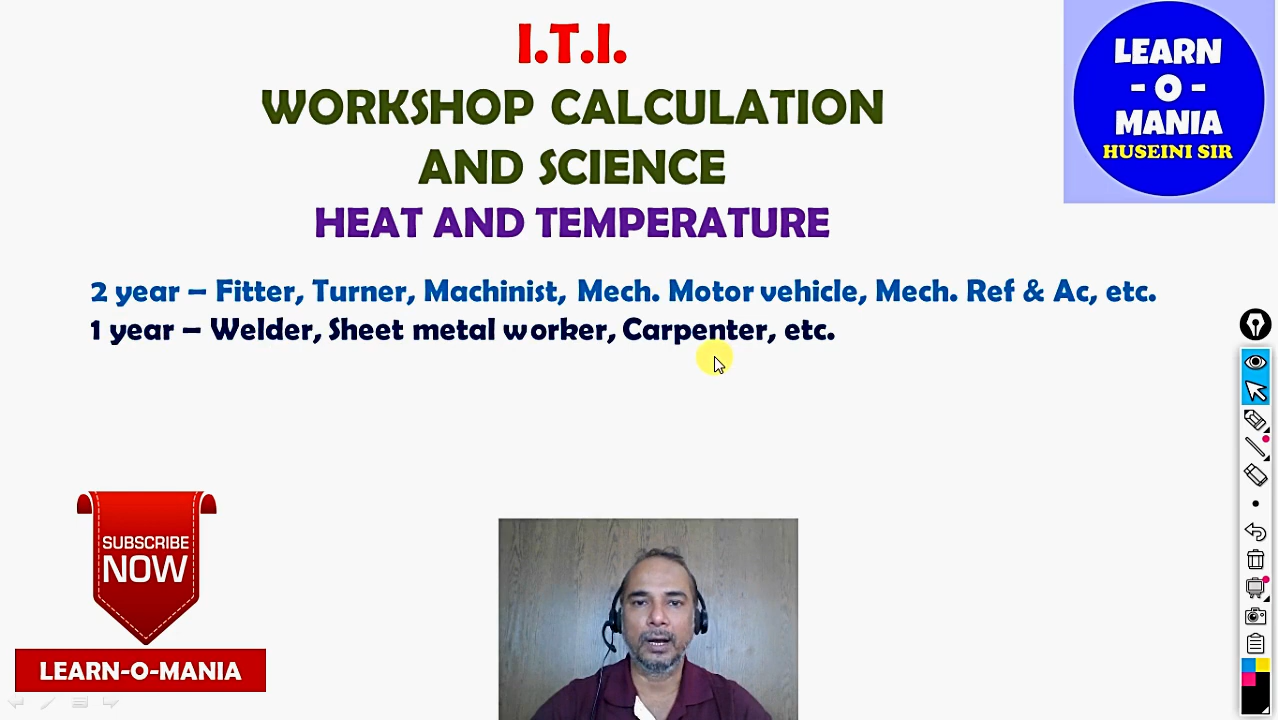 I.T.I.
WORKSHOP CALCULATION
AND SCIENCE
HEAT AND TEMPERATURE
2 year – Fitter, Turner, Machinist, Mech. Motor vehicle, Mech. Ref & Ac, etc.
1 year – Welder, Sheet metal worker, Carpenter, etc.
LEARN
- O -
MANIA
HUSEINI SIR
SUBSCRIBE
NOW
LEARN-O-MANIA